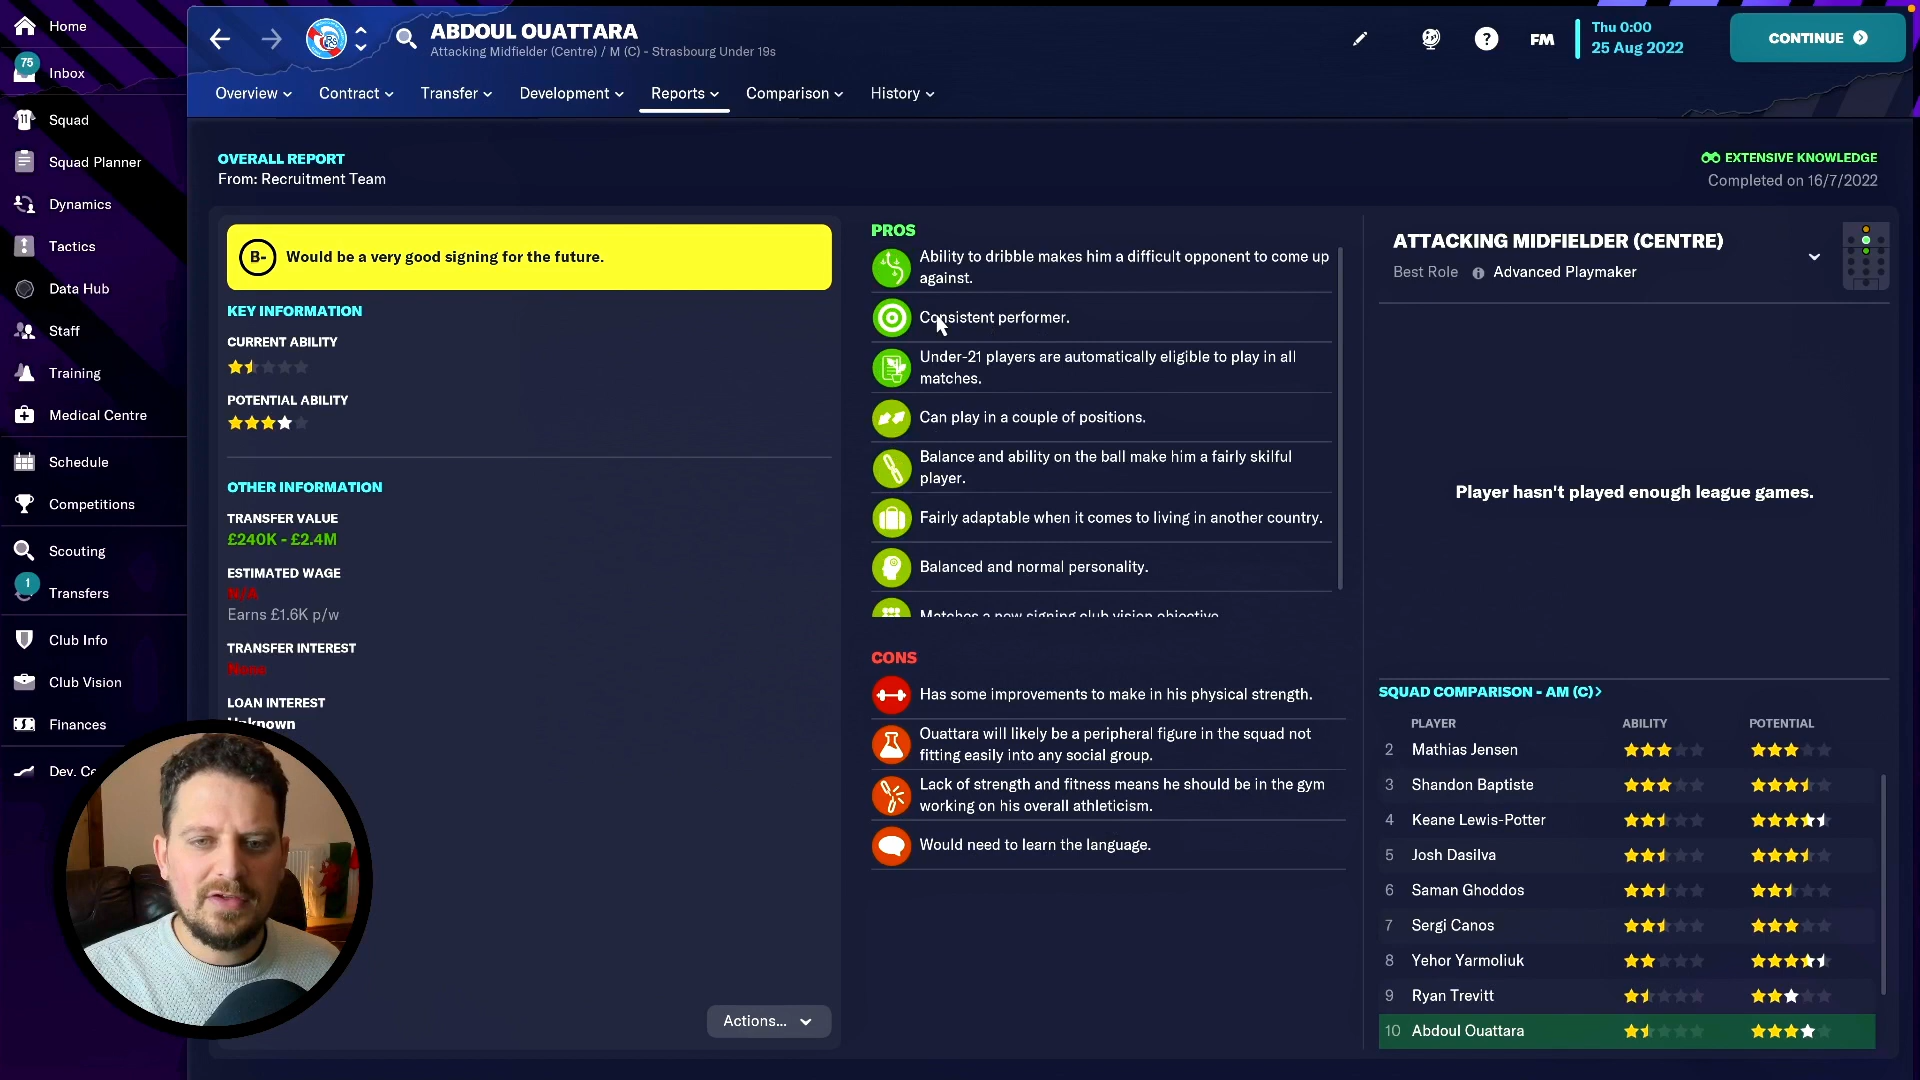 Home
75
Inbox
Squad
Squad Planner
Dynamics
Tactics
Data Hub
Staff
Training
Medical Centre
Schedule
Competitions
Scouting
1
Transfers
Club Info
Club Vision
Finances
Dev. Ce
ABDOUL OUATTARA
Attacking Midfielder (Centre) / M (C) - Strasbourg Under 19s
FM
Thu 0:00
25 Aug 2022
CONTINUE
Overview
Contract
Transfer
Development
Reports
Comparison
History
OVERALL REPORT
From: Recruitment Team
EXTENSIVE KNOWLEDGE
Completed on 16/7/2022
B-
Would be a very good signing for the future.
KEY INFORMATION
CURRENT ABILITY
POTENTIAL ABILITY
OTHER INFORMATION
TRANSFER VALUE
£240K - £2.4M
ESTIMATED WAGE
N/A
Earns £1.6K p/w
TRANSFER INTEREST
None
LOAN INTEREST
Unknown
Actions...
PROS
Ability to dribble makes him a difficult opponent to come up
against.
Consistent performer.
Under-21 players are automatically eligible to play in all
matches.
Can play in a couple of positions.
Balance and ability on the ball make him a fairly skilful
player.
Fairly adaptable when it comes to living in another country.
Balanced and normal personality.
Matches a new signing club vision objective
CONS
Has some improvements to make in his physical strength.
Ouattara will likely be a peripheral figure in the squad not
fitting easily into any social group.
Lack of strength and fitness means he should be in the gym
working on his overall athleticism.
Would need to learn the language.
ATTACKING MIDFIELDER (CENTRE)
Best Role Advanced Playmaker
Player hasn't played enough league games.
SQUAD COMPARISON - AM (C)>
PLAYER ABILITY POTENTIAL
2 Mathias Jensen
3 Shandon Baptiste
4 Keane Lewis-Potter
5 Josh Dasilva
6 Saman Ghoddos
7 Sergi Canos
8 Yehor Yarmoliuk
9 Ryan Trevitt
10 Abdoul Ouattara